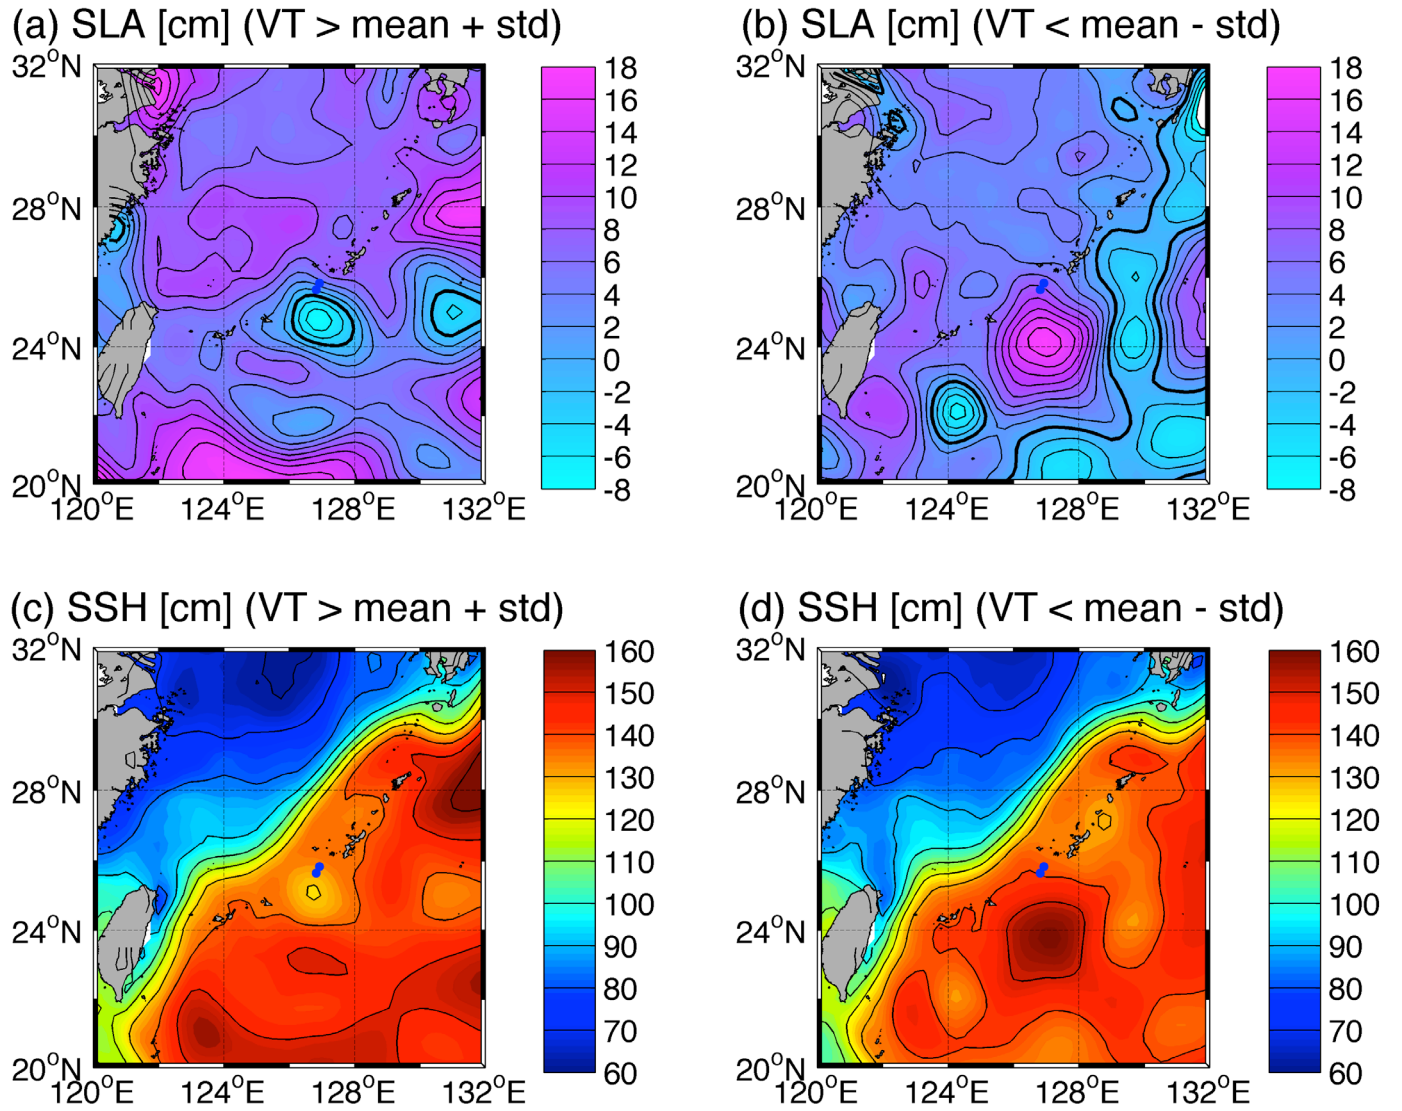 (a) SLA [cm] (VT > mean + std)
32°N
28°N
24°N
20°N
120°E 124°E 128°E 132°E
18
16
14
12
10
8
6
4
2
0
-2
-4
-6
-8
(b) SLA [cm] (VT < mean - std)
32°N
28°N
24°N
20°N
120°E 124°E 128°E 132°E
18
16
14
12
10
8
6
4
2
0
-2
-4
-6
-8
(c) SSH [cm] (VT > mean + std)
32°N
28°N
24°N
20°N
120°E 124°E 128°E 132°E
160
150
140
130
120
110
100
90
80
70
60
(d) SSH [cm] (VT < mean - std)
32°N
28°N
24°N
20°N
120°E 124°E 128°E 132°E
160
150
140
130
120
110
100
90
80
70
60